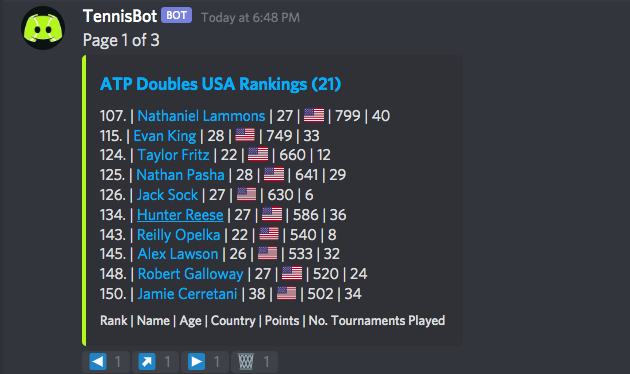 TennisBot BOT Today at 6:48 PM
Page 1 of 3
ATP Doubles USA Rankings (21)
107. | Nathaniel Lammons | 27 | 🇺🇸 | 799 | 40
115. | Evan King | 28 | 🇺🇸 | 749 | 33
124. | Taylor Fritz | 22 | 🇺🇸 | 660 | 12
125. | Nathan Pasha | 28 | 🇺🇸 | 641 | 29
126. | Jack Sock | 27 | 🇺🇸 | 630 | 6
134. | Hunter Reese | 27 | 🇺🇸 | 586 | 36
143. | Reilly Opelka | 22 | 🇺🇸 | 540 | 8
145. | Alex Lawson | 26 | 🇺🇸 | 533 | 32
148. | Robert Galloway | 27 | 🇺🇸 | 520 | 24
150. | Jamie Cerretani | 38 | 🇺🇸 | 502 | 34
Rank | Name | Age | Country | Points | No. Tournaments Played
◀ 1 ↗ 1 ▶ 1 🗑 1